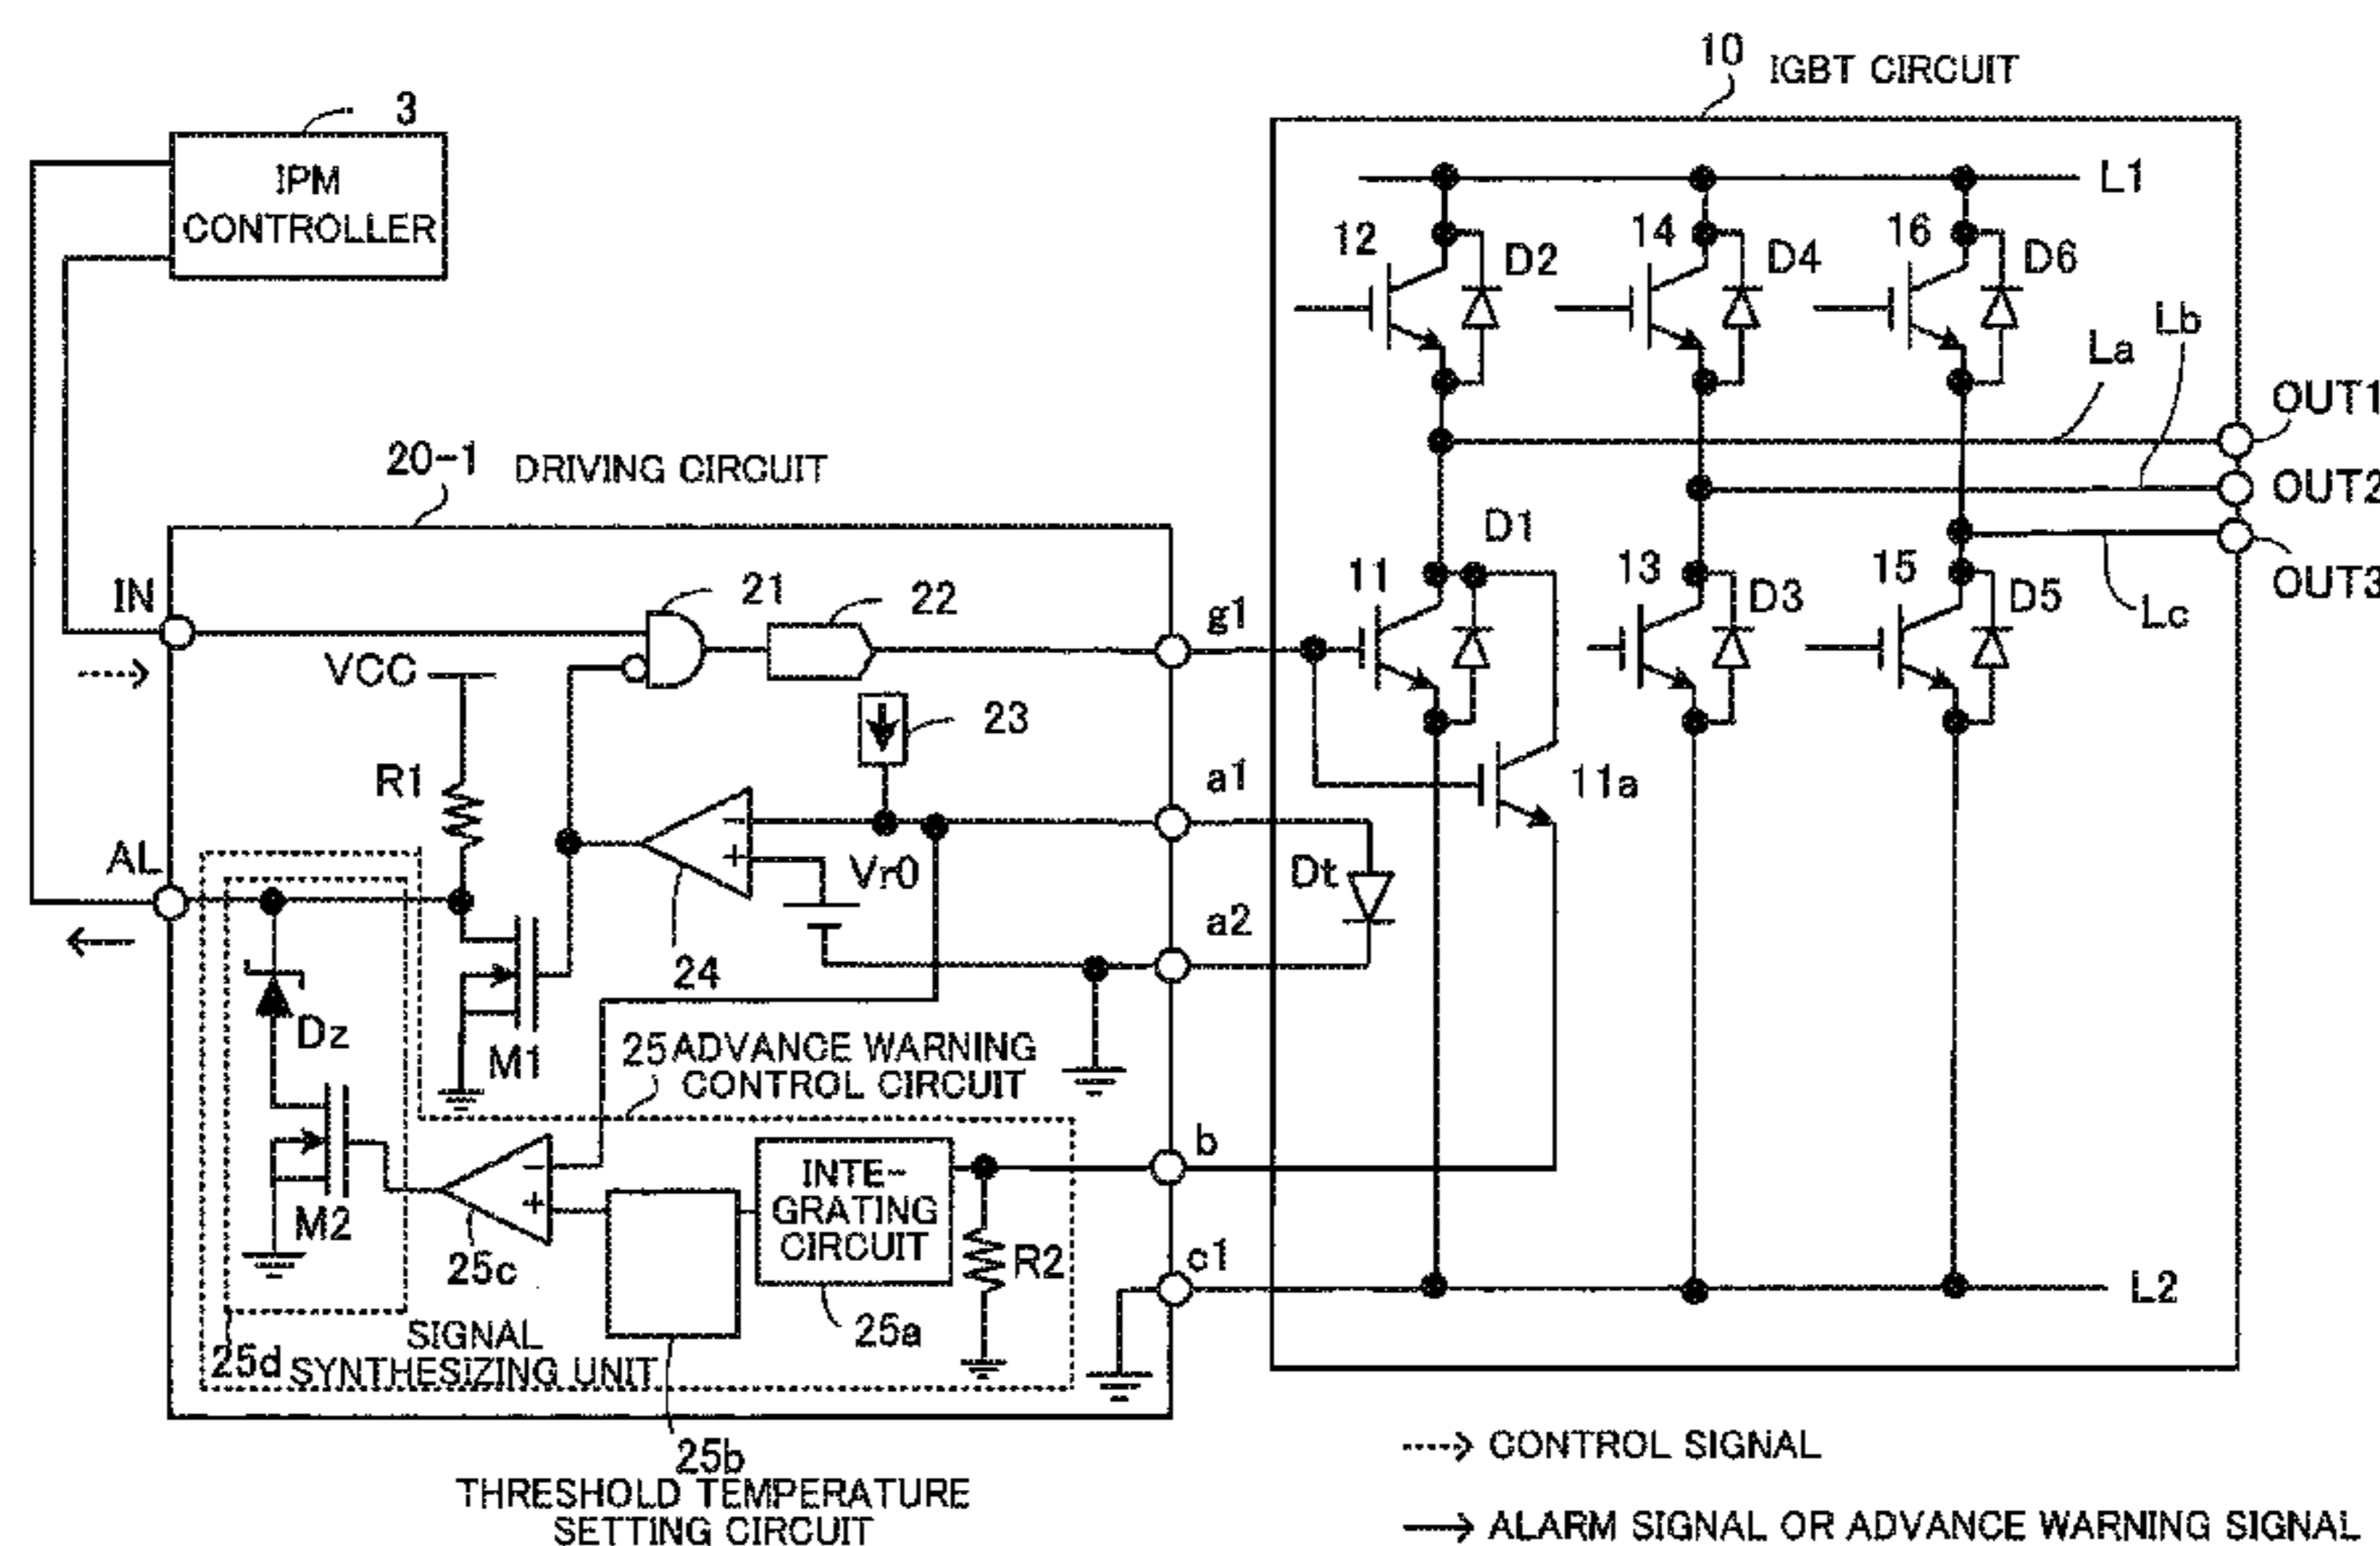 10 IGBT CIRCUIT
3
IPM
CONTROLLER
L1
12
D2
14
D4
16
D6
La
Lb
OUT1
OUT2
OUT3
Lc
20-1 DRIVING CIRCUIT
IN
21
22
g1
11
D1
13
D3
15
D5
VCC
23
R1
a1
11a
AL
-
+
Vr0
Dt
a2
24
Dz
M1
25 ADVANCE WARNING
CONTROL CIRCUIT
b
M2
-
+
25c
INTE-
GRATING
CIRCUIT
R2
c1
L2
25a
25d SIGNAL
SYNTHESIZING UNIT
25b
THRESHOLD TEMPERATURE
SETTING CIRCUIT
CONTROL SIGNAL
ALARM SIGNAL OR ADVANCE WARNING SIGNAL